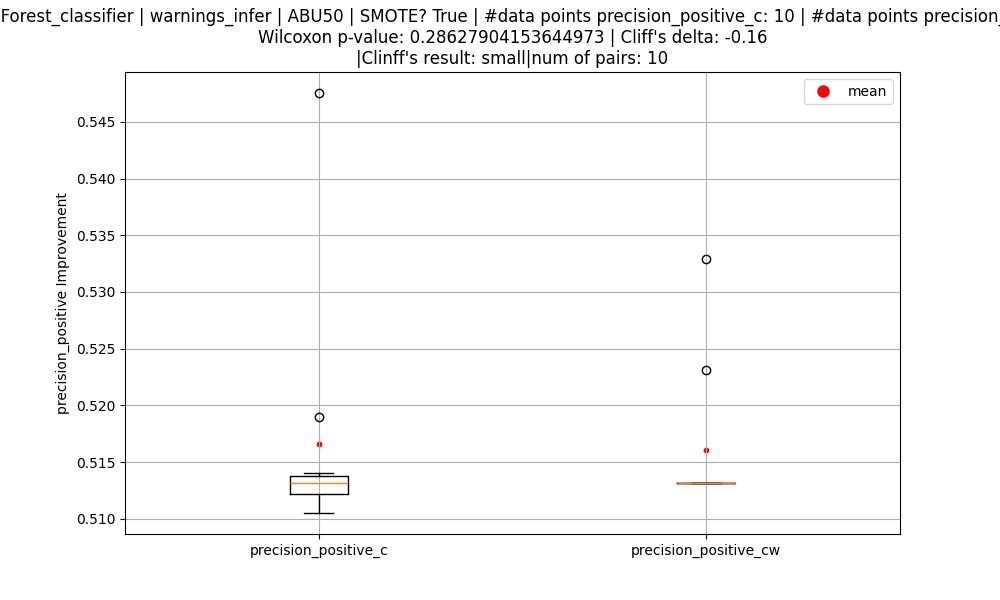 Forest_classifier | warnings_infer | ABU50 | SMOTE? True | #data points precision_positive_c: 10 | #data points precision_
Wilcoxon p-value: 0.28627904153644973 | Cliff's delta: -0.16
|Clinff's result: small|num of pairs: 10
mean
0.545
0.540
0.535
0.530
0.525
0.520
0.515
0.510
precision_positive Improvement
precision_positive_c
precision_positive_cw